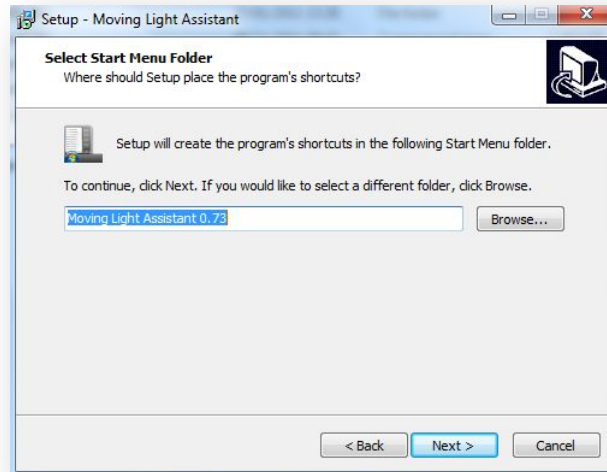 Setup - Moving Light Assistant
Select Start Menu Folder
Where should Setup place the program's shortcuts?
Setup will create the program's shortcuts in the following Start Menu folder.
To continue, click Next. If you would like to select a different folder, click Browse.
Moving Light Assistant 0.73
Browse...
< Back
Next >
Cancel